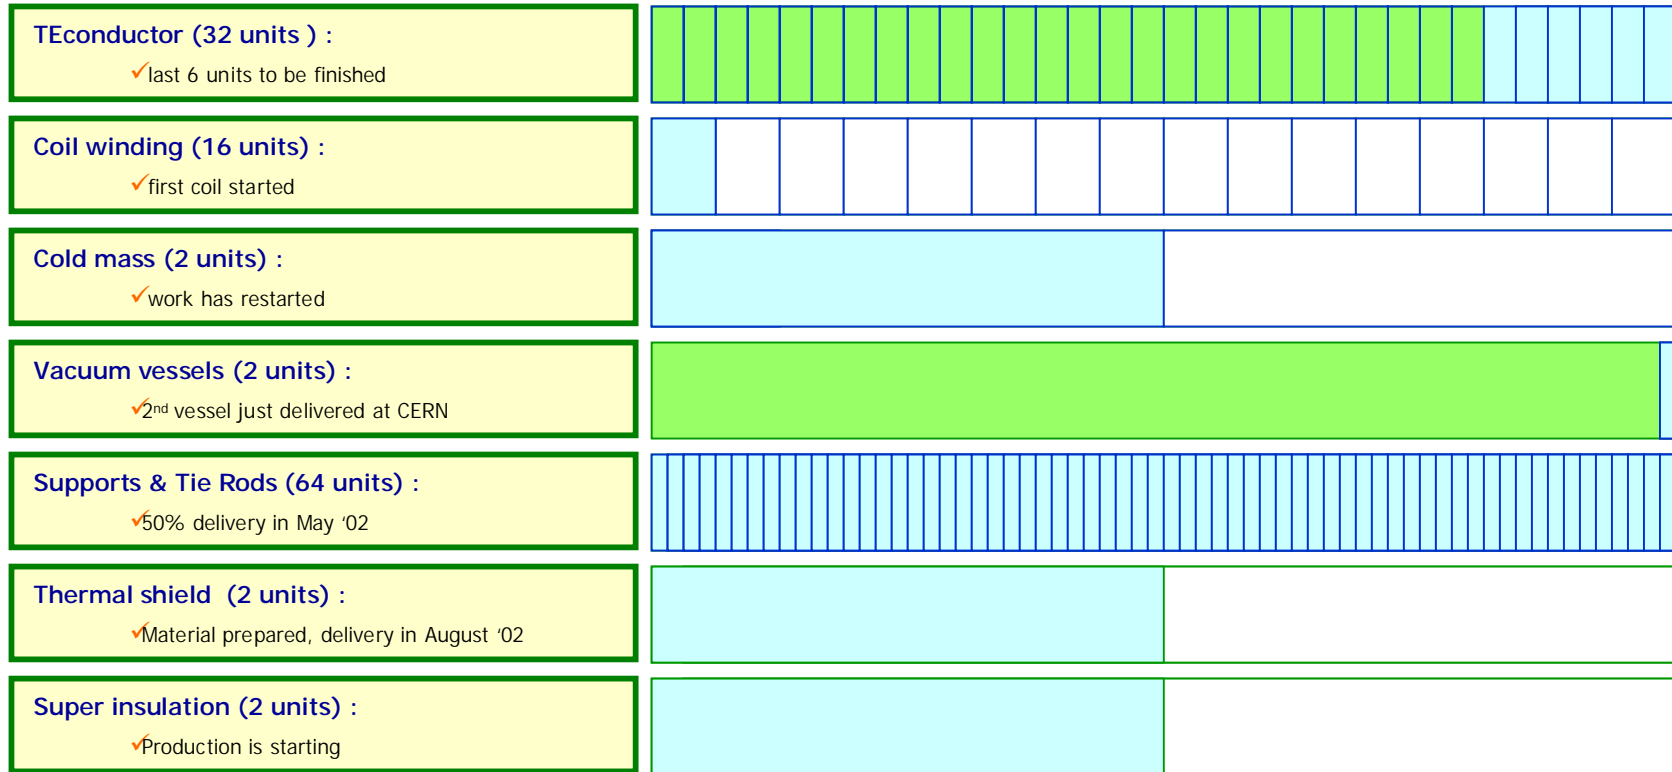 TEconductor (32 units ) :
✓last 6 units to be finished
Coil winding (16 units) :
✓first coil started
Cold mass (2 units) :
✓work has restarted
Vacuum vessels (2 units) :
✓2nd vessel just delivered at CERN
Supports & Tie Rods (64 units) :
✓50% delivery in May ‘02
Thermal shield  (2 units) :
✓Material prepared, delivery in August ‘02
Super insulation (2 units) :
✓Production is starting